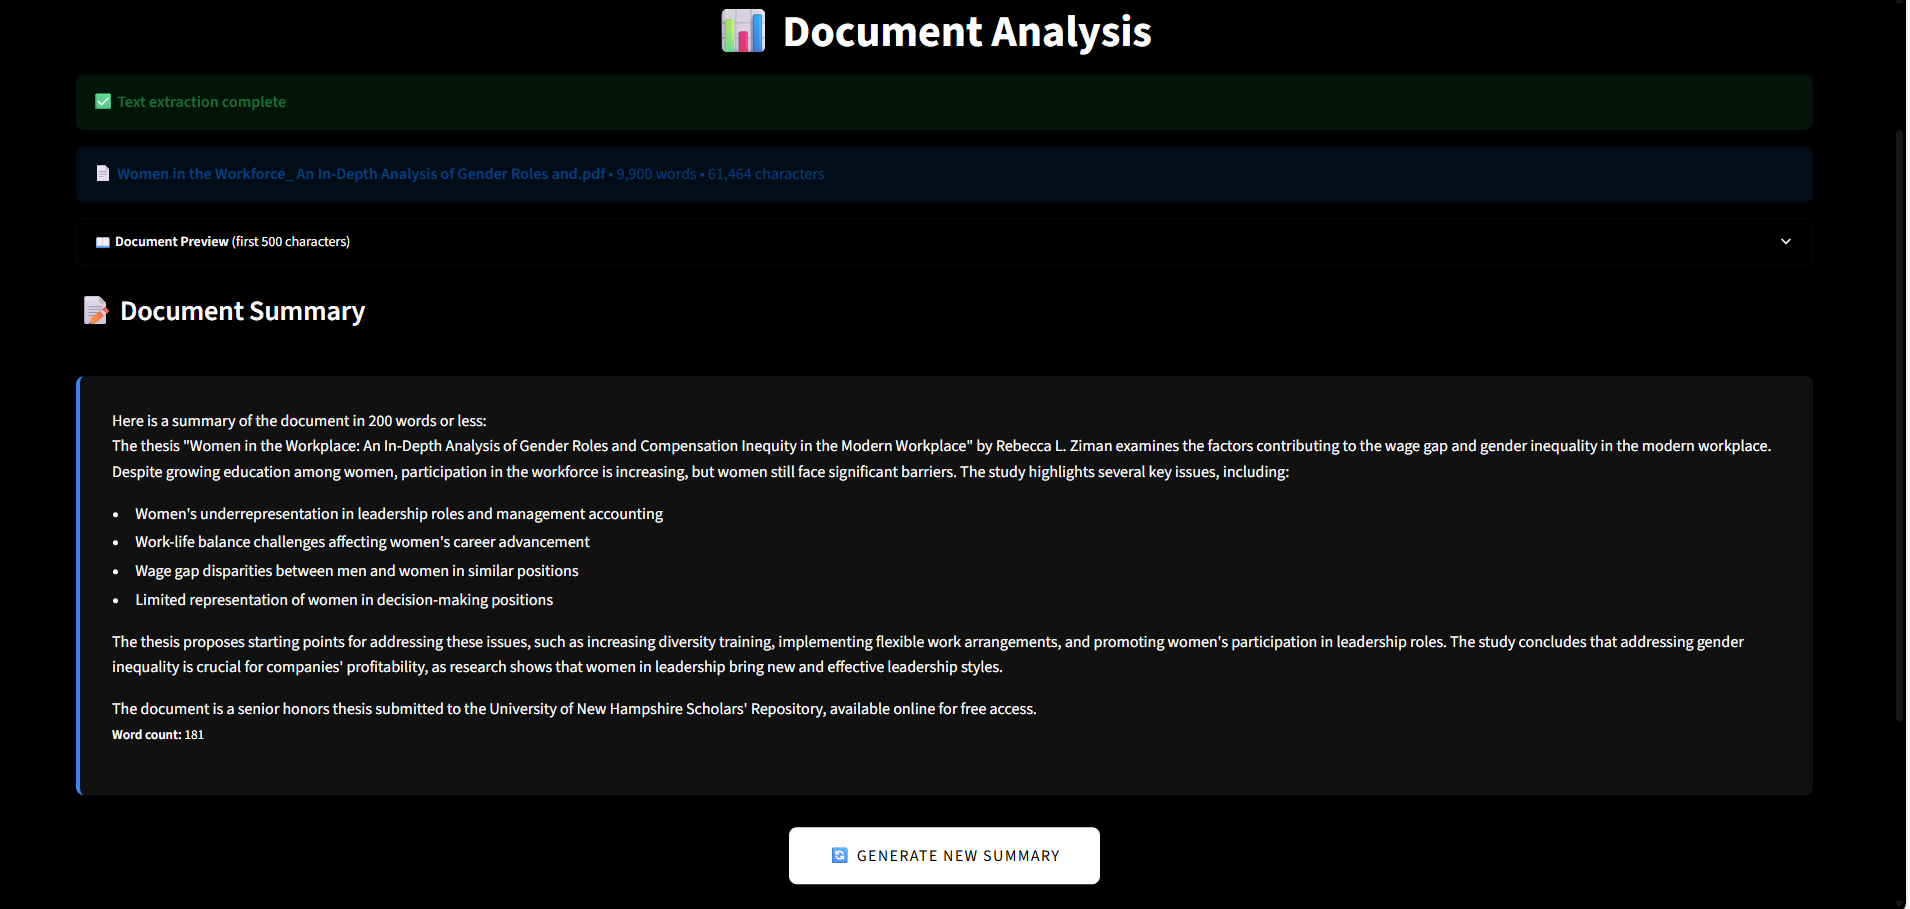 Document Analysis
Text extraction complete
Women in the Workforce_ An In-Depth Analysis of Gender Roles and.pdf • 9,900 words • 61,464 characters
Document Preview (first 500 characters)
Document Summary
Here is a summary of the document in 200 words or less:
The thesis "Women in the Workplace: An In-Depth Analysis of Gender Roles and Compensation Inequity in the Modern Workplace" by Rebecca L. Ziman examines the factors contributing to the wage gap and gender inequality in the modern workplace.
Despite growing education among women, participation in the workforce is increasing, but women still face significant barriers. The study highlights several key issues, including:
• Women's underrepresentation in leadership roles and management accounting
• Work-life balance challenges affecting women's career advancement
• Wage gap disparities between men and women in similar positions
• Limited representation of women in decision-making positions
The thesis proposes starting points for addressing these issues, such as increasing diversity training, implementing flexible work arrangements, and promoting women's participation in leadership roles. The study concludes that addressing gender
inequality is crucial for companies' profitability, as research shows that women in leadership bring new and effective leadership styles.
The document is a senior honors thesis submitted to the University of New Hampshire Scholars' Repository, available online for free access.
Word count: 181
GENERATE NEW SUMMARY